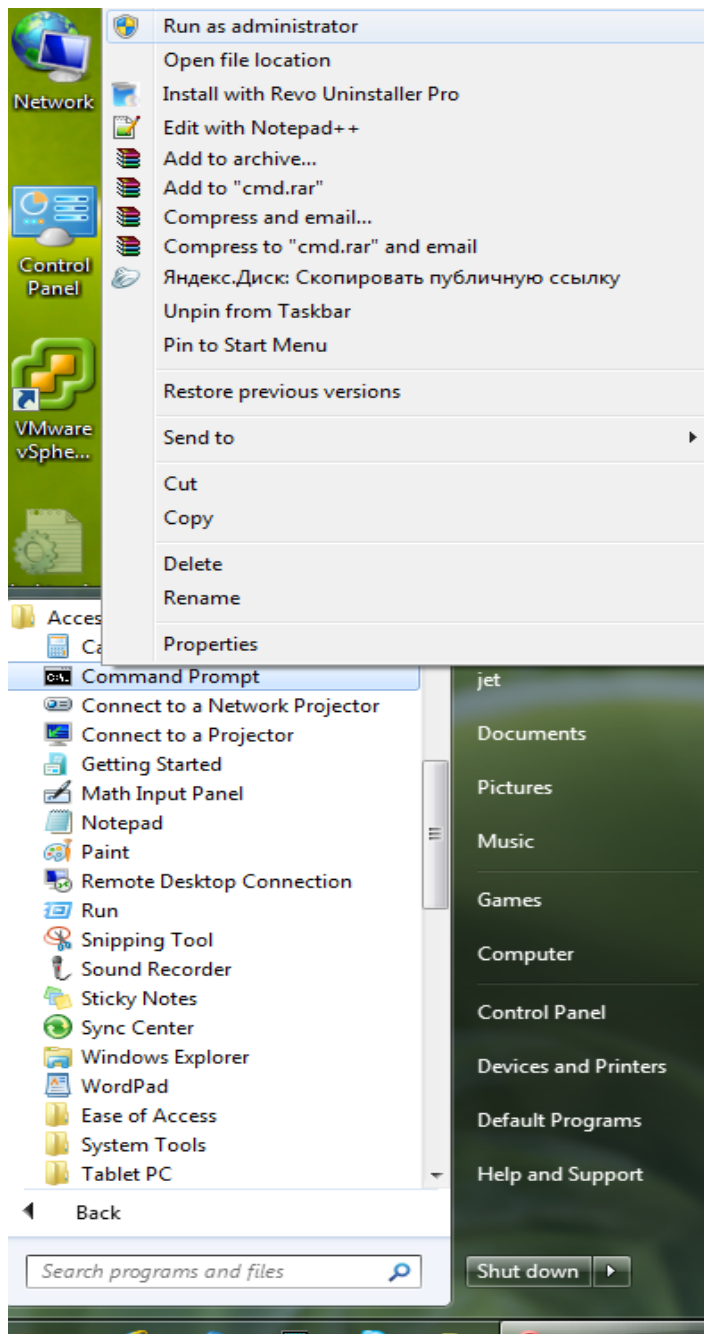 Network
Control
Panel
VMware
vSphe...
Run as administrator
Open file location
Install with Revo Uninstaller Pro
Edit with Notepad++
Add to archive...
Add to "cmd.rar"
Compress and email...
Compress to "cmd.rar" and email
Яндекс.Диск: Скопировать публичную ссылку
Unpin from Taskbar
Pin to Start Menu
Restore previous versions
Send to
Cut
Copy
Delete
Rename
Properties
Acces
Command Prompt
Connect to a Network Projector
Connect to a Projector
Getting Started
Math Input Panel
Notepad
Paint
Remote Desktop Connection
Run
Snipping Tool
Sound Recorder
Sticky Notes
Sync Center
Windows Explorer
WordPad
Ease of Access
System Tools
Tablet PC
Back
Search programs and files
jet
Documents
Pictures
Music
Games
Computer
Control Panel
Devices and Printers
Default Programs
Help and Support
Shut down